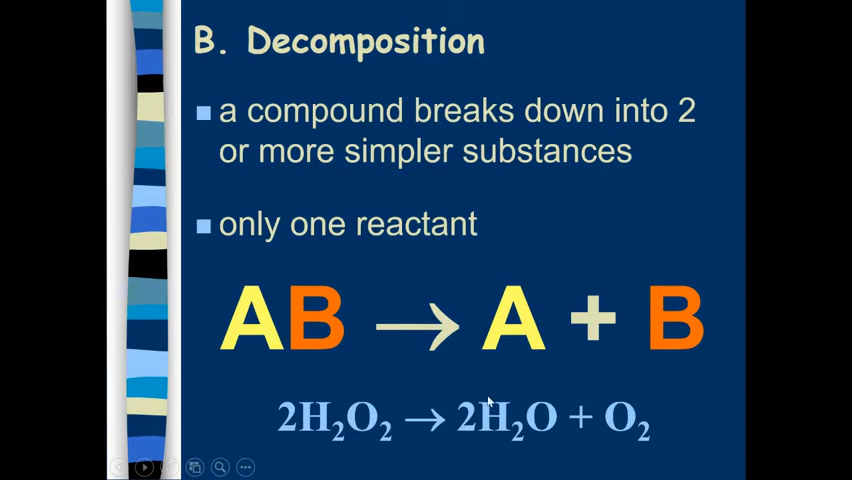 B. Decomposition
■ a compound breaks down into 2
or more simpler substances
■ only one reactant
AB → A + B
2H₂O₂ → 2H₂O + O₂